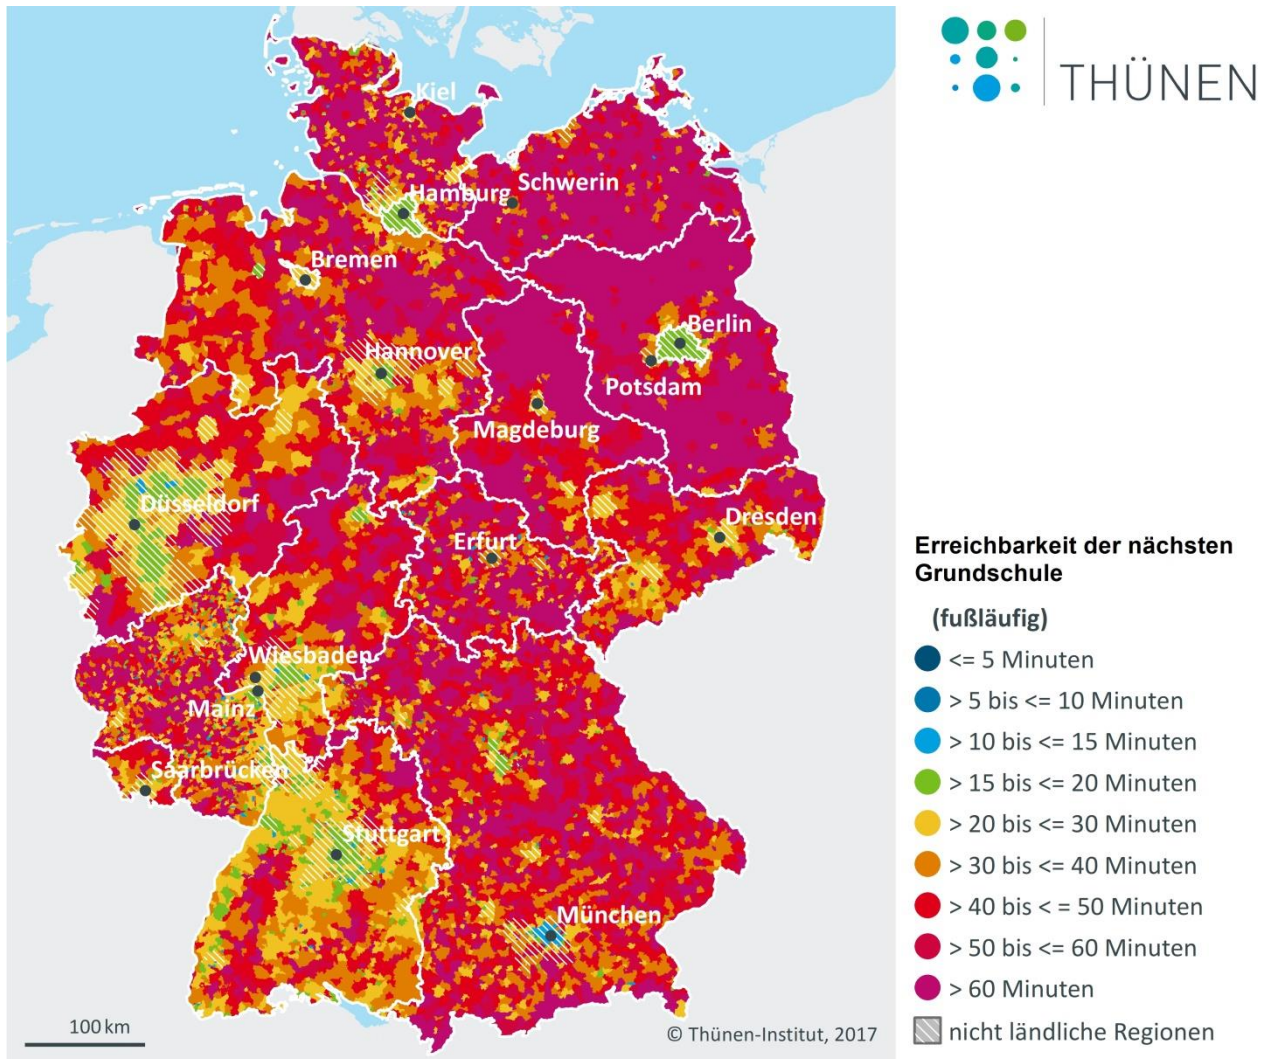 THÜNEN
Kiel
Schwerin
Hamburg
Bremen
Berlin
Hannover
Potsdam
Magdeburg
Düsseldorf
Dresden
Erfurt
Wiesbaden
Mainz
Saarbrücken
Stuttgart
München
100 km
© Thünen-Institut, 2017
Erreichbarkeit der nächsten
Grundschule
(fußläufig)
<= 5 Minuten
> 5 bis <= 10 Minuten
> 10 bis <= 15 Minuten
> 15 bis <= 20 Minuten
> 20 bis <= 30 Minuten
> 30 bis <= 40 Minuten
> 40 bis < = 50 Minuten
> 50 bis <= 60 Minuten
> 60 Minuten
nicht ländliche Regionen